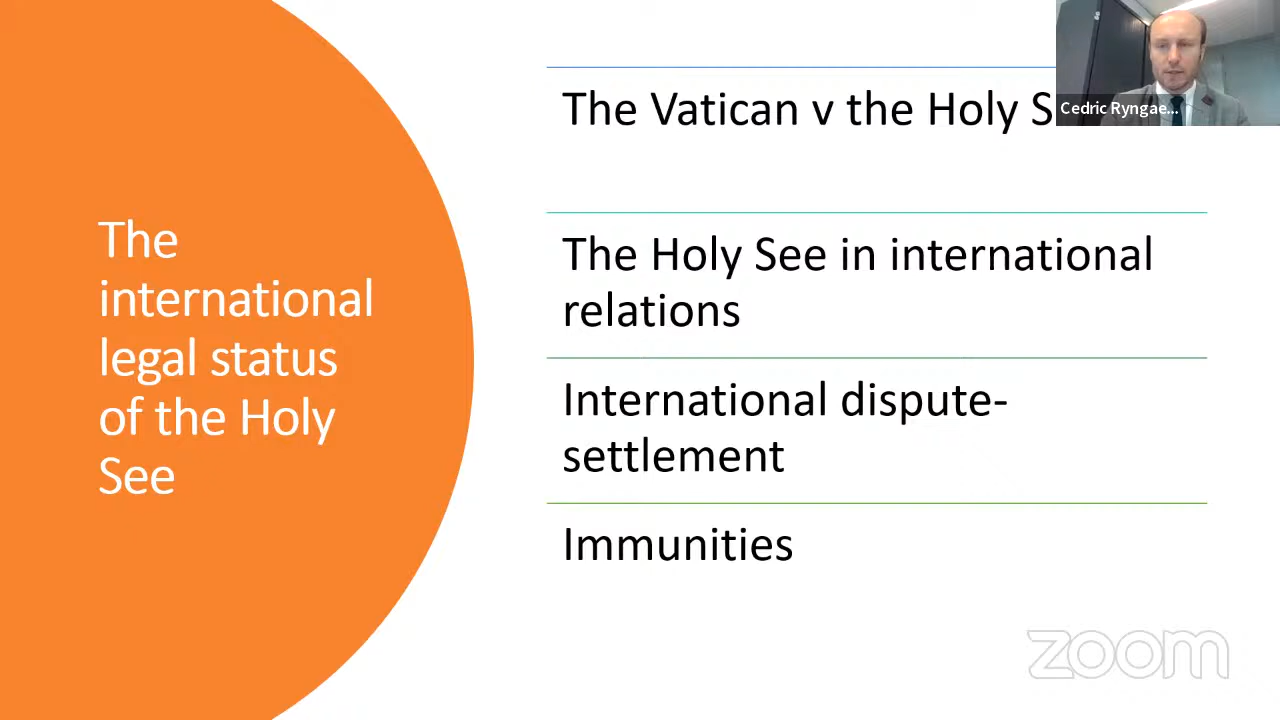 The Vatican v the Holy
Cedric Ryngae...
The Holy See in international
relations
The
international
legal status
of the Holy
See
International dispute-
settlement
Immunities
zoom